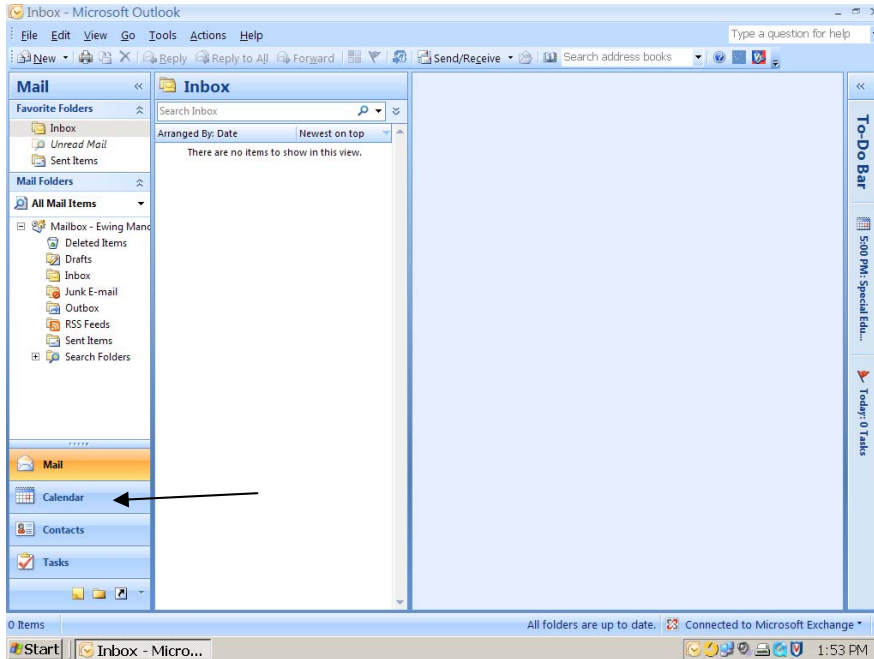 Inbox - Microsoft Outlook
File Edit View Go Tools Actions Help
Type a question for help
New Reply Reply to All Forward Send/Receive Search address books
Mail
Favorite Folders
Inbox
Unread Mail
Sent Items
Mail Folders
All Mail Items
Mailbox - Ewing Mand
Deleted Items
Drafts
Inbox
Junk E-mail
Outbox
RSS Feeds
Sent Items
Search Folders
Mail
Calendar
Contacts
Tasks
Inbox
Search Inbox
Arranged By: Date Newest on top
There are no items to show in this view.
To-Do Bar
5:00 PM: Special Edu...
Today: 0 Tasks
0 Items
All folders are up to date. Connected to Microsoft Exchange
Start Inbox - Micro... 1:53 PM